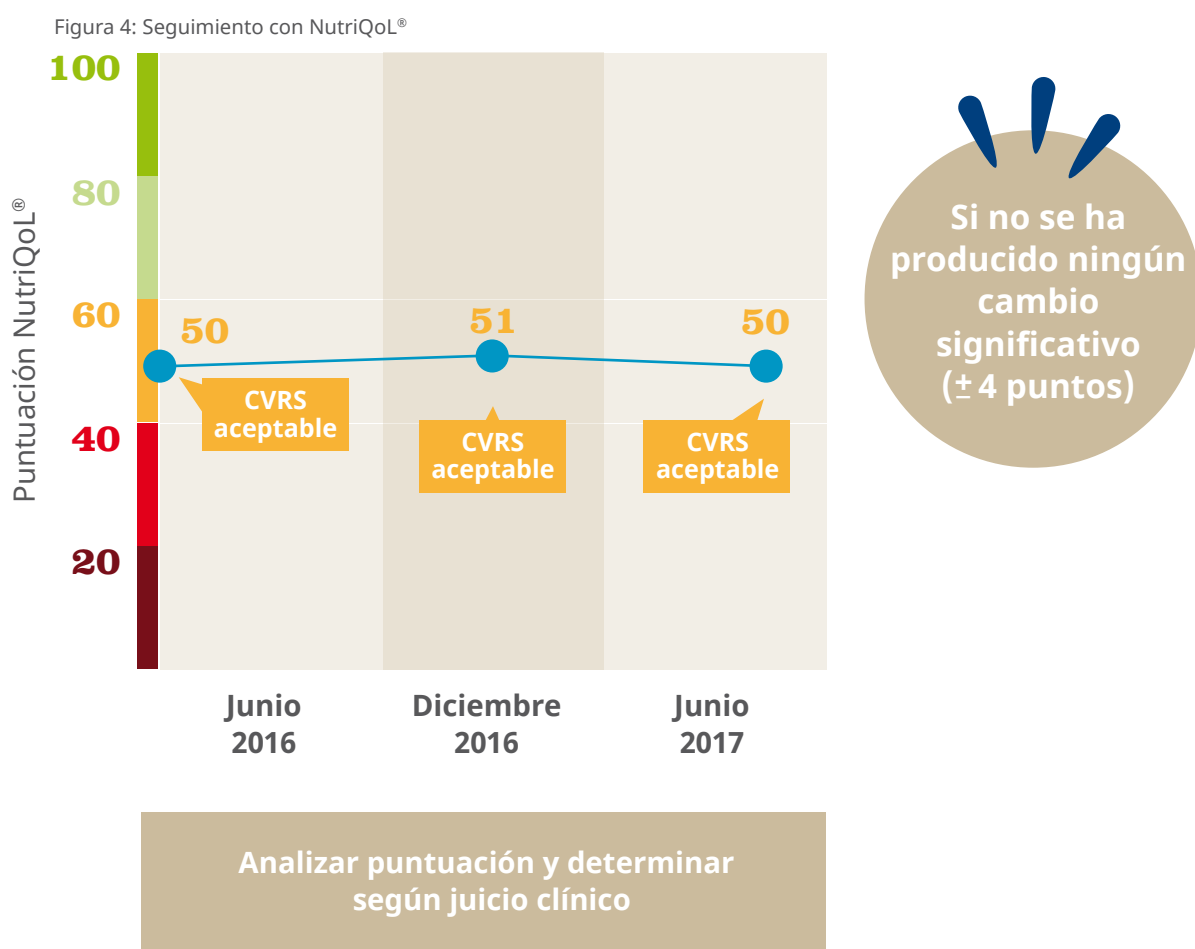 Figura 4: Seguimiento con NutriQoL®
Puntuación NutriQoL®
100
80
60
40
20
50
51
50
CVRS
aceptable
CVRS
aceptable
CVRS
aceptable
Junio
2016
Diciembre
2016
Junio
2017
Analizar puntuación y determinar
según juicio clínico
Si no se ha
producido ningún
cambio
significativo
(± 4 puntos)